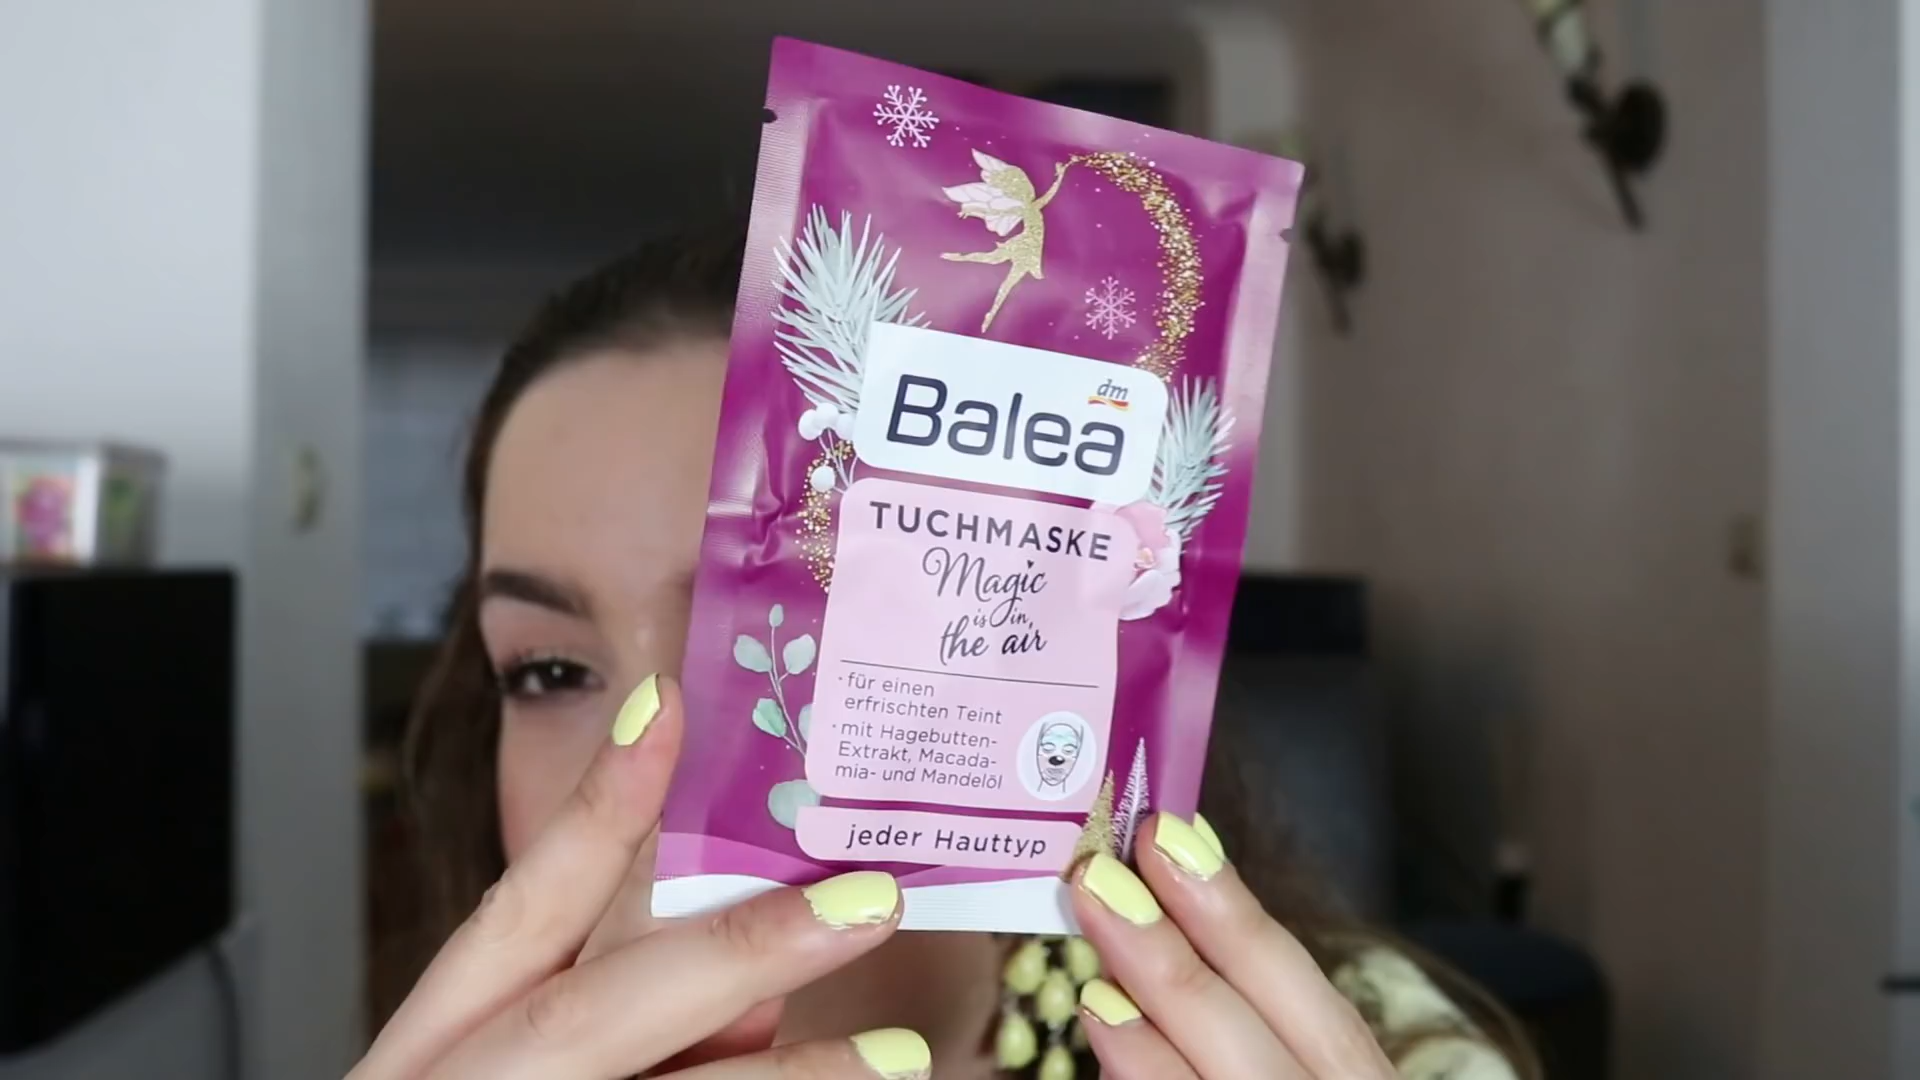 dm
Balea
TUCHMASKE
Magic
is in
the air
· für einen
erfrischten Teint
· mit Hagebutten-
Extrakt, Macada-
mia- und Mandelöl
jeder Hauttyp